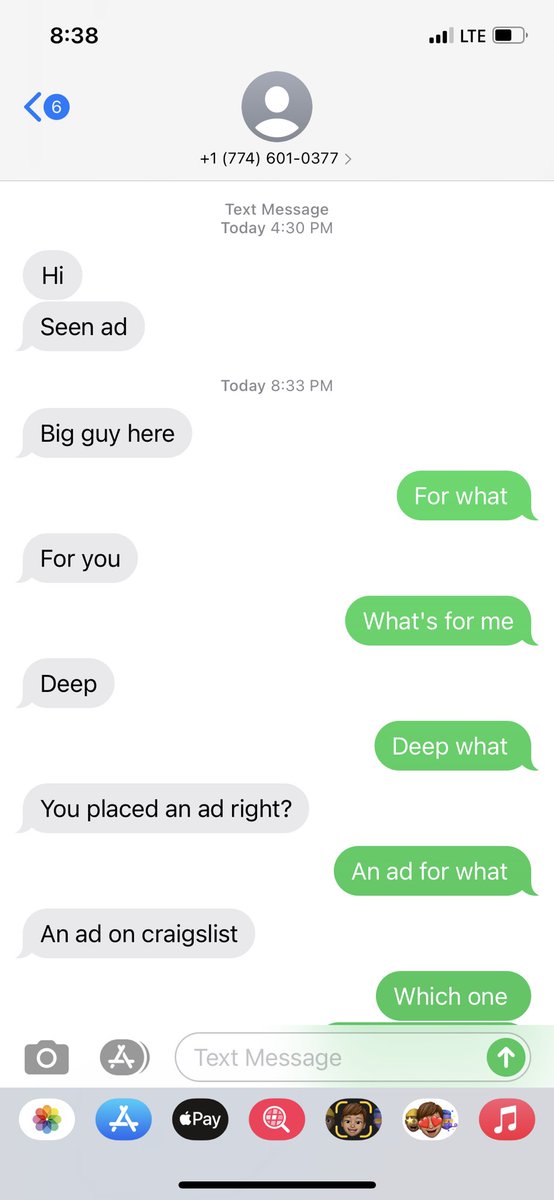 8:38
LTE
6
+1 (774) 601-0377
Text Message
Today 4:30 PM
Hi
Seen ad
Today 8:33 PM
Big guy here
For what
For you
What's for me
Deep
Deep what
You placed an ad right?
An ad for what
An ad on craigslist
Which one
Text Message
Pay